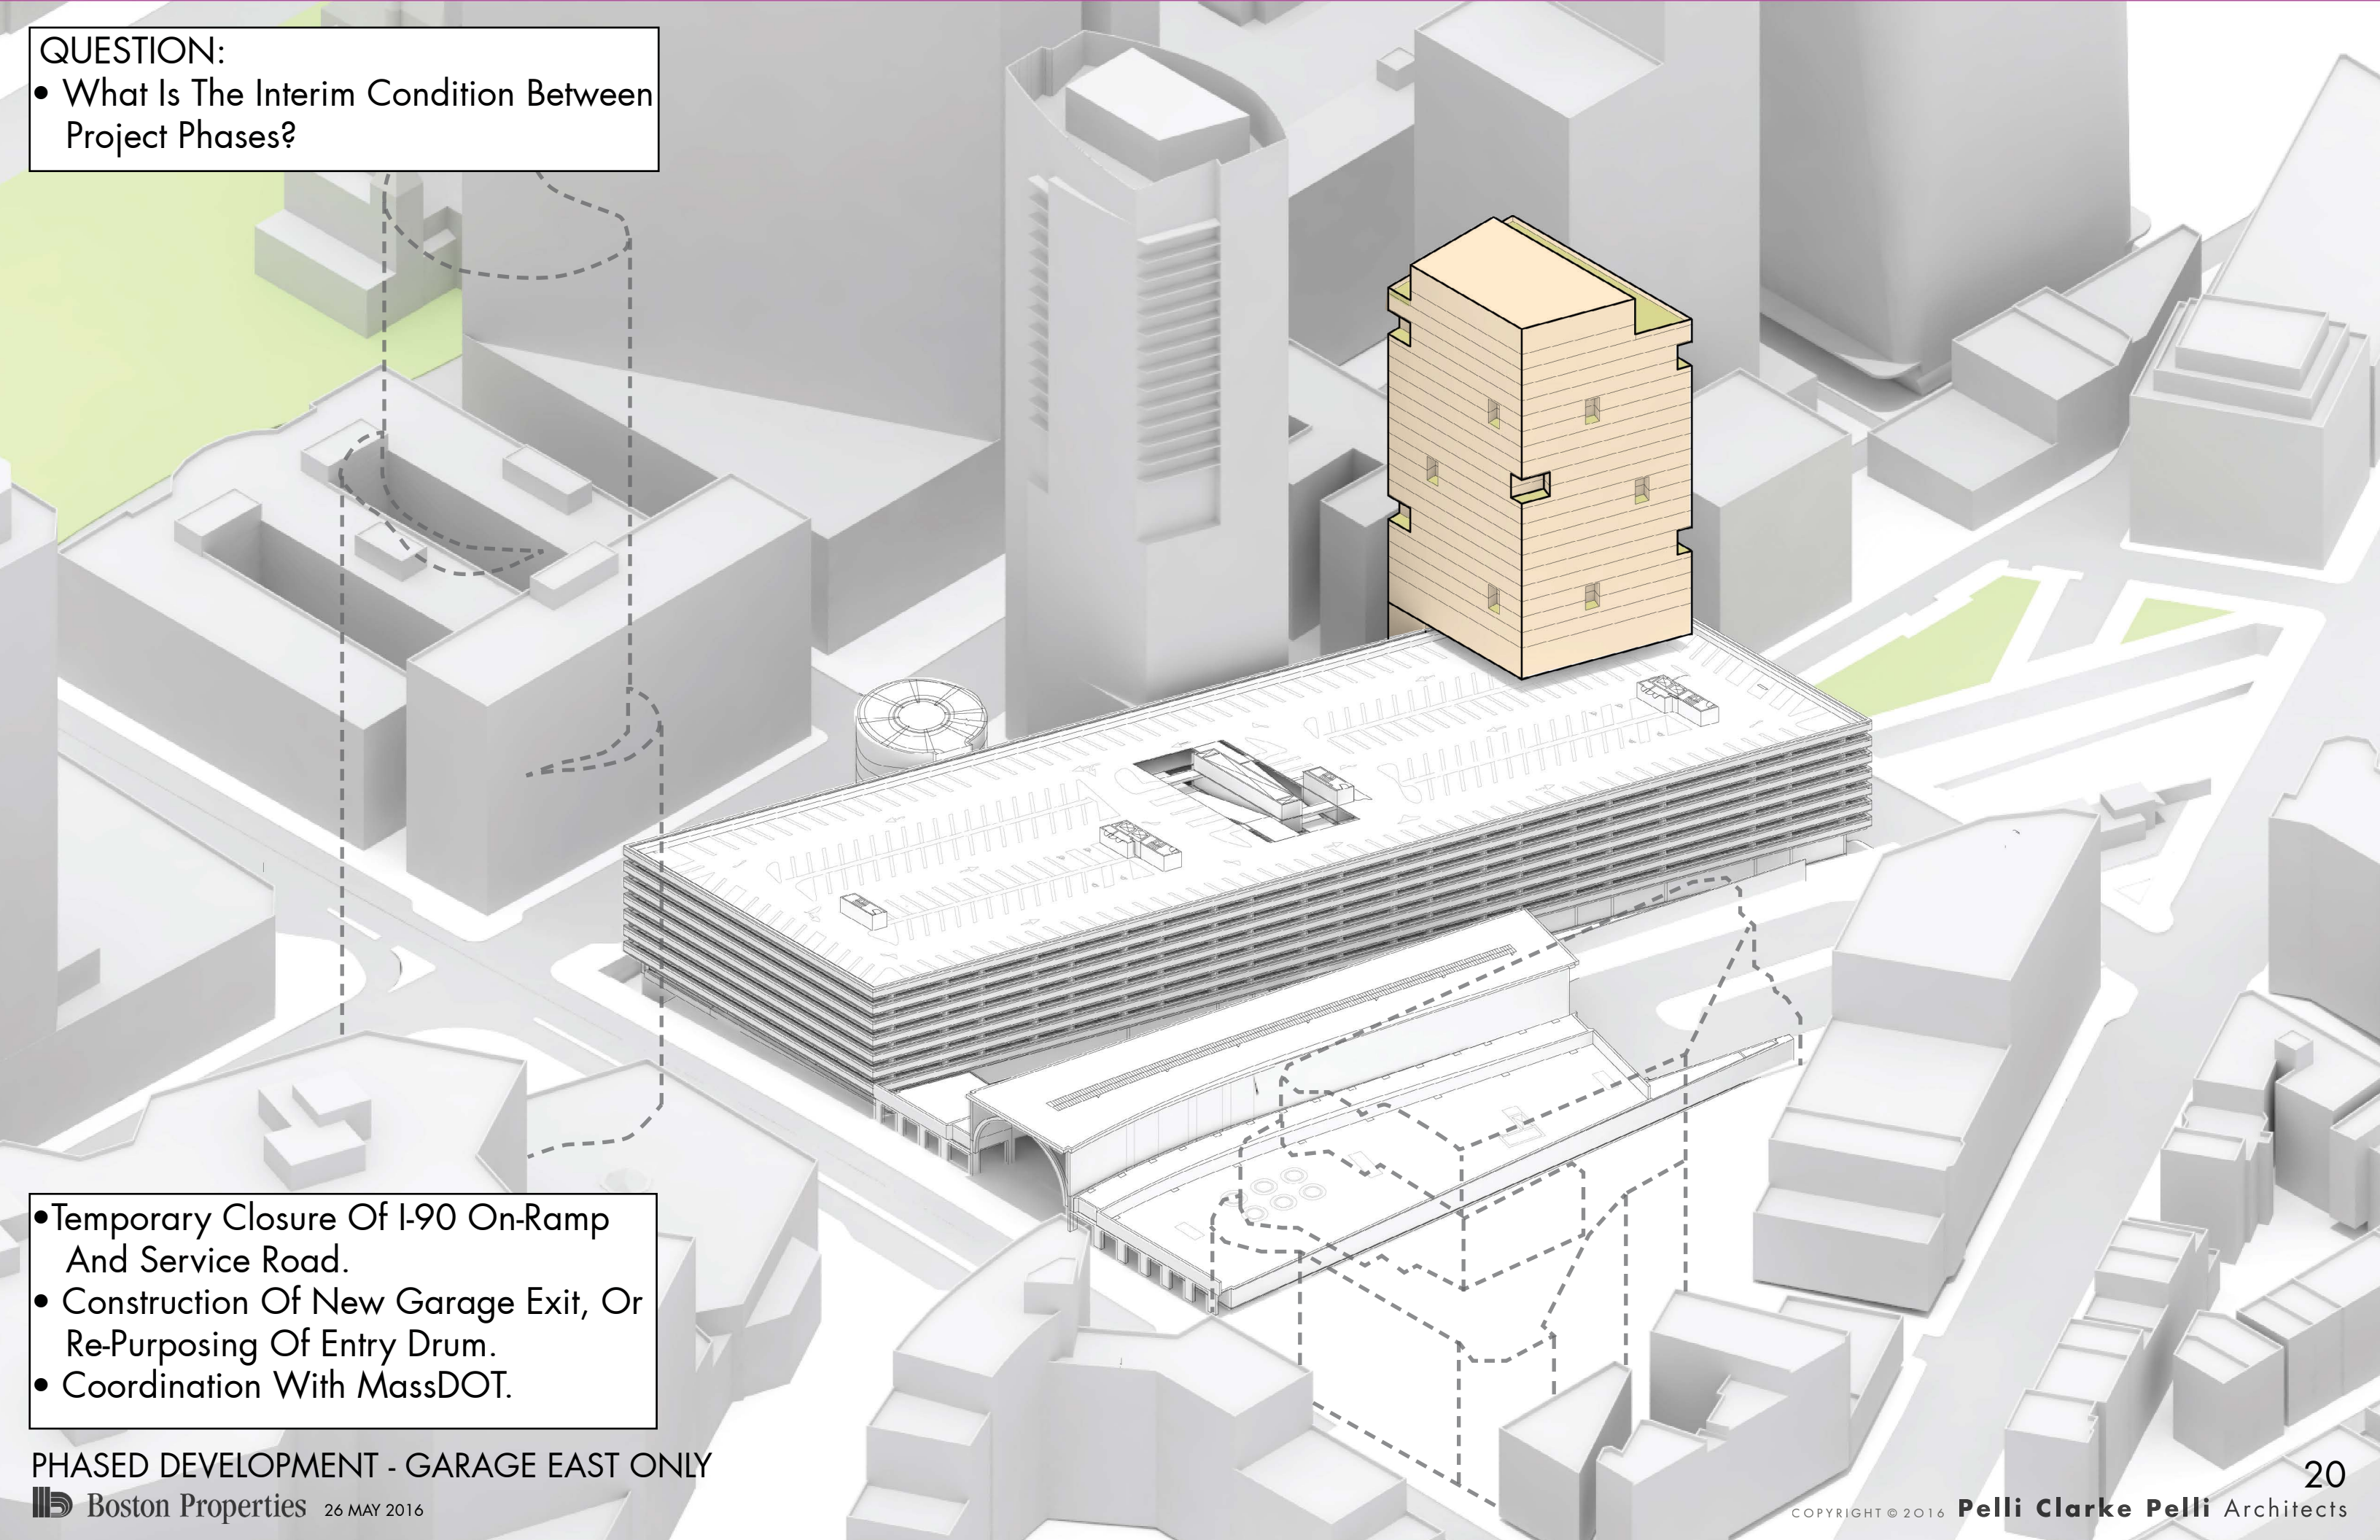 QUESTION:
• What Is The Interim Condition Between
Project Phases?
•Temporary Closure Of I-90 On-Ramp
And Service Road.
• Construction Of New Garage Exit, Or
Re-Purposing Of Entry Drum.
• Coordination With MassDOT.
PHASED DEVELOPMENT - GARAGE EAST ONLY
Boston Properties 26 MAY 2016
20
COPYRIGHT © 2016 Pelli Clarke Pelli Architects